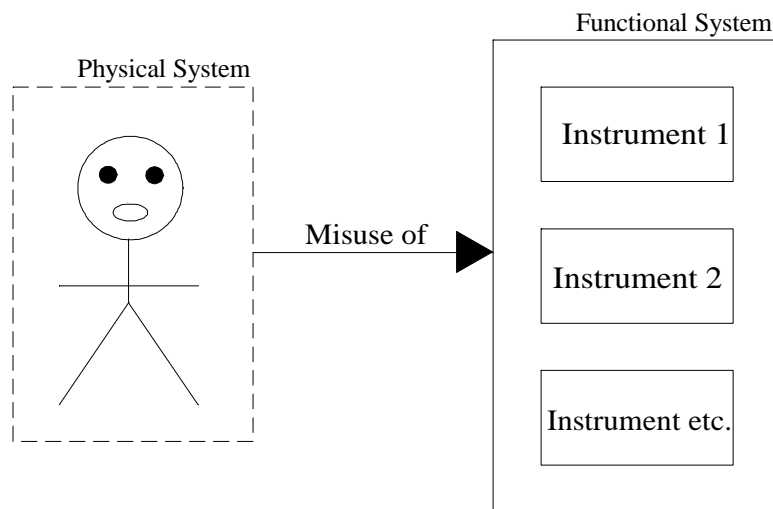 Functional System
Physical System
Instrument 1
Misuse of
Instrument 2
Instrument etc.